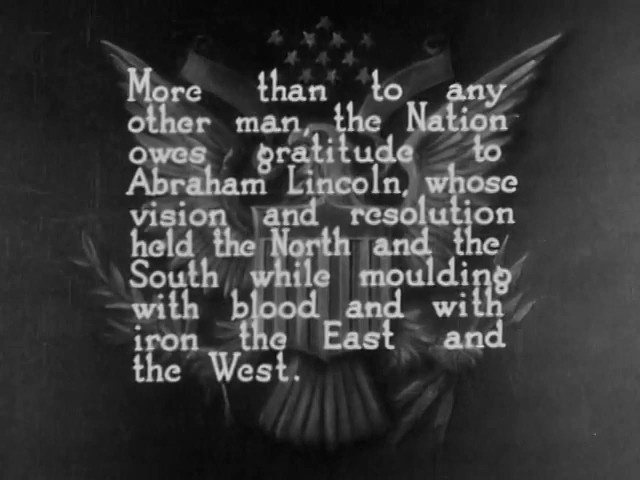 More than to any
other man, the Nation
owes gratitude to
Abraham Lincoln, whose
vision and resolution
held the North and the
South while moulding
with blood and with
iron the East and
the West.